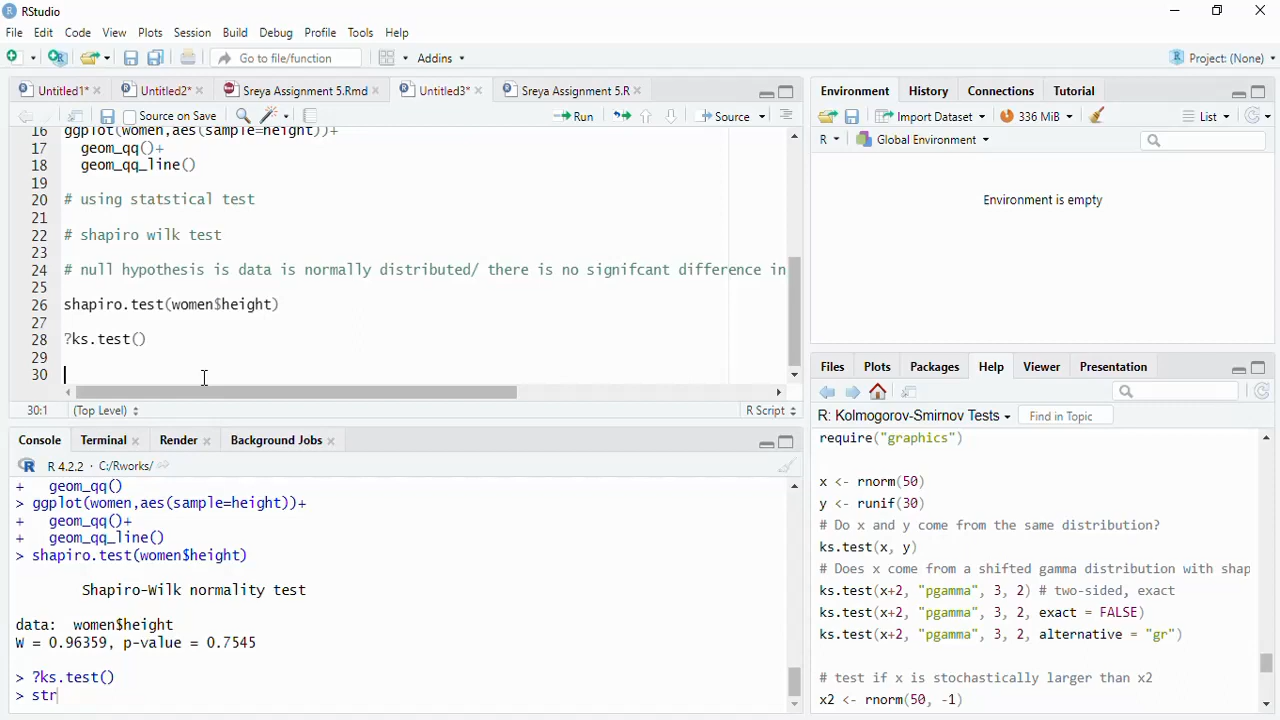 RStudio
File Edit Code View Plots Session Build Debug Profile Tools Help
Go to file/function Addins Project: (None)
Untitled1* Untitled2* Sreya Assignment 5.Rmd Untitled3* Sreya Assignment 5.R
Source on Save Run Source
16 ggplot(women,aes(sample=height))+
17 geom_qq()+
18 geom_qq_line()
19
20 # using statstical test
21
22 # shapiro wilk test
23
24 # null hypothesis is data is normally distributed/ there is no signifcant difference in
25
26 shapiro.test(women$height)
27
28 ?ks.test()
29
30
30:1 (Top Level) R Script
Console Terminal Render Background Jobs
R 4.2.2 · C:/Rworks/
+ geom_qq()
> ggplot(women,aes(sample=height))+
+ geom_qq()+
+ geom_qq_line()
> shapiro.test(women$height)
Shapiro-Wilk normality test
data: women$height
W = 0.96359, p-value = 0.7545
> ?ks.test()
> str
Environment History Connections Tutorial
Import Dataset 336 MiB List
R Global Environment
Environment is empty
Files Plots Packages Help Viewer Presentation
R: Kolmogorov-Smirnov Tests Find in Topic
require("graphics")
x <- rnorm(50)
y <- runif(30)
# Do x and y come from the same distribution?
ks.test(x, y)
# Does x come from a shifted gamma distribution with shap
ks.test(x+2, "pgamma", 3, 2) # two-sided, exact
ks.test(x+2, "pgamma", 3, 2, exact = FALSE)
ks.test(x+2, "pgamma", 3, 2, alternative = "gr")
# test if x is stochastically larger than x2
x2 <- rnorm(50, -1)